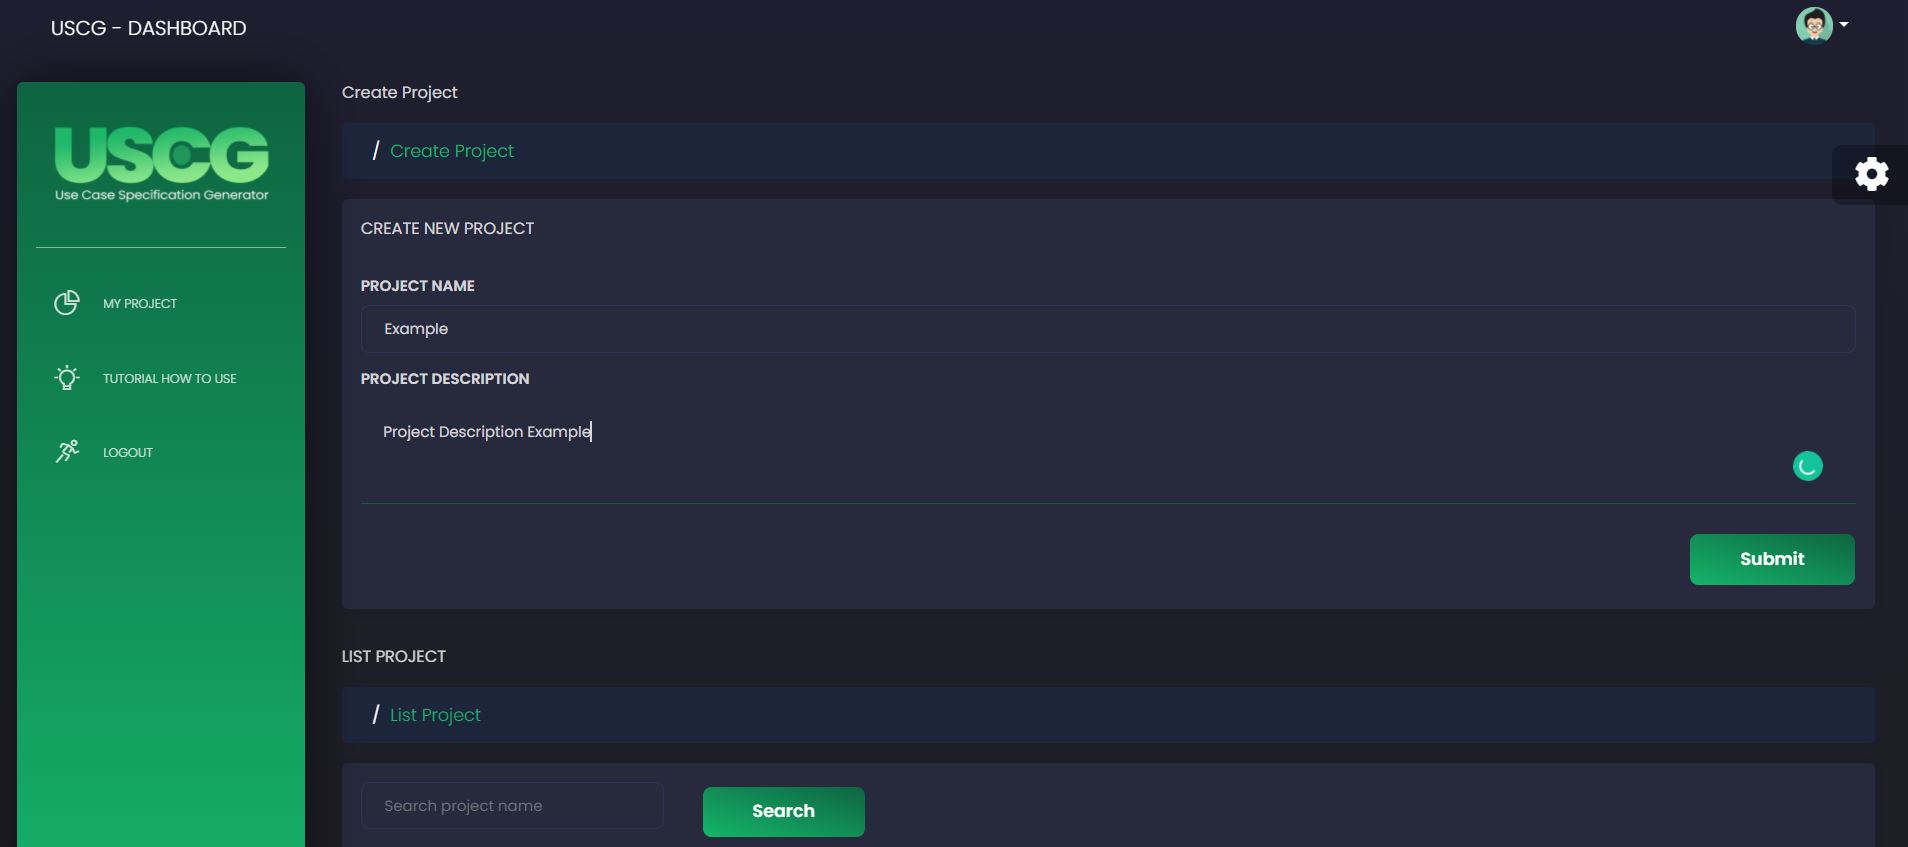 USCG - DASHBOARD
USCG
Use Case Specification Generator
MY PROJECT
TUTORIAL HOW TO USE
LOGOUT
Create Project
/ Create Project
CREATE NEW PROJECT
PROJECT NAME
Example
PROJECT DESCRIPTION
Project Description Example
Submit
LIST PROJECT
/ List Project
Search project name
Search